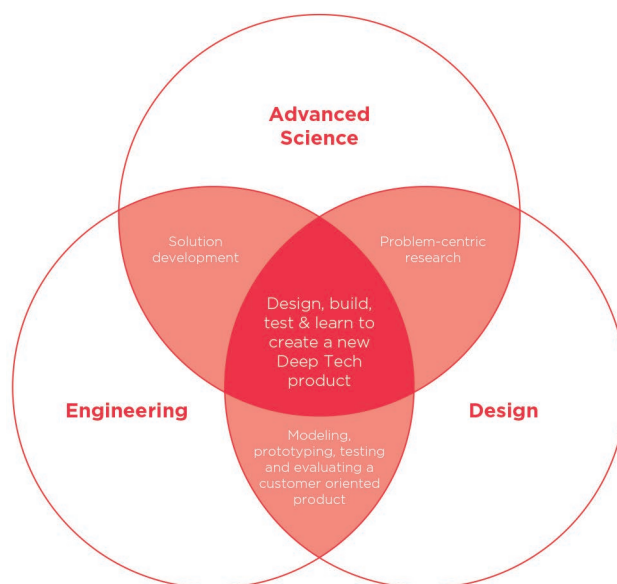 Advanced
Science
Solution
development
Problem-centric
research
Design, build,
test & learn to
create a new
Deep Tech
product
Engineering
Design
Modeling,
prototyping, testing
and evaluating a
customer oriented
product